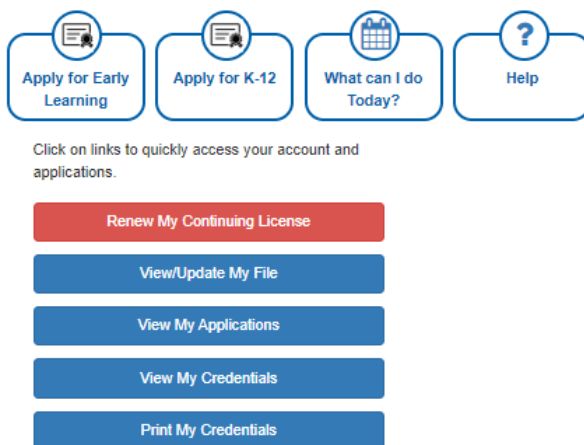 ?
Apply for Early
Learning
Apply for K-12
What can I do
Today?
Help
Click on links to quickly access your account and
applications.
Renew My Continuing License
View/Update My File
View My Applications
View My Credentials
Print My Credentials